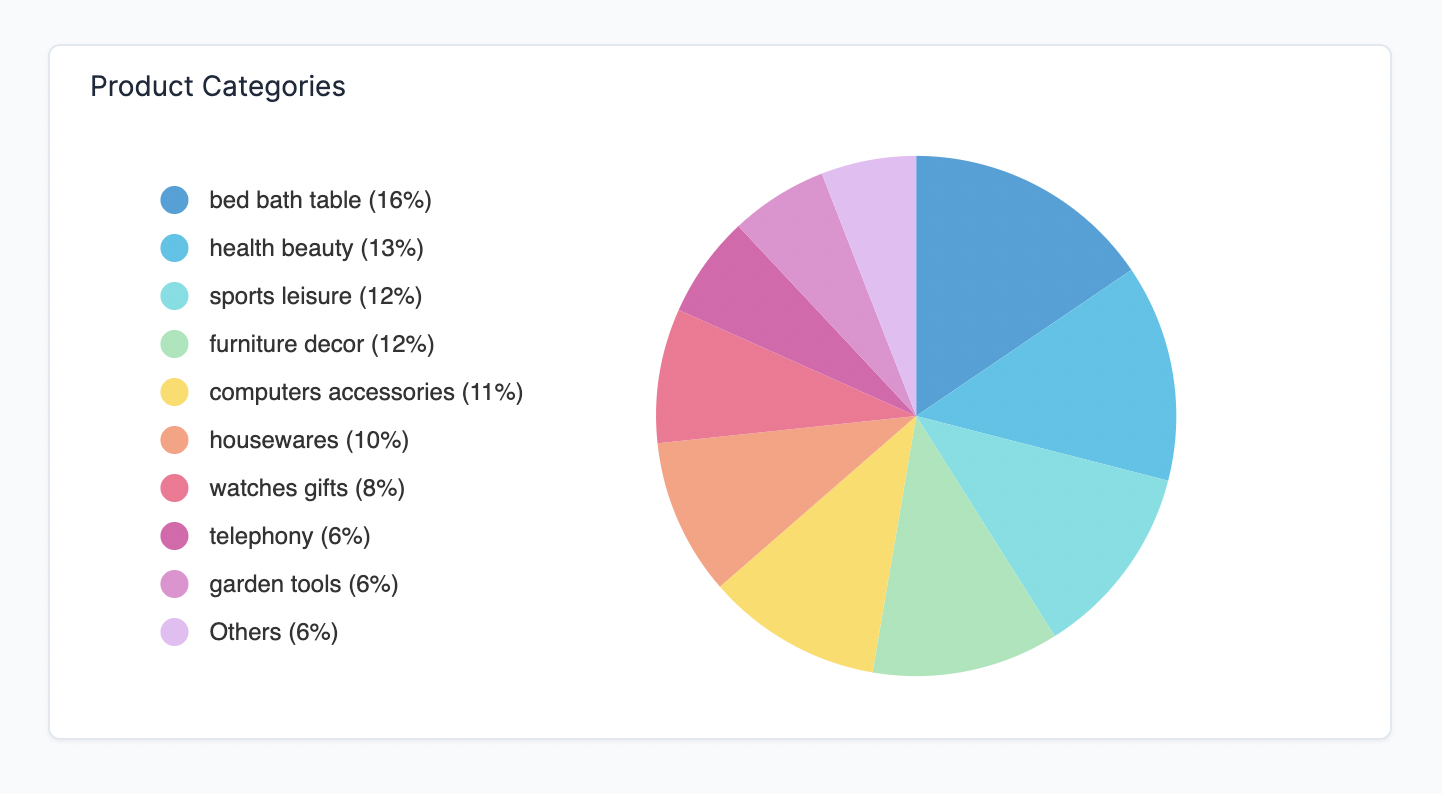 Product Categories
bed bath table (16%)
health beauty (13%)
sports leisure (12%)
furniture decor (12%)
computers accessories (11%)
housewares (10%)
watches gifts (8%)
telephony (6%)
garden tools (6%)
Others (6%)